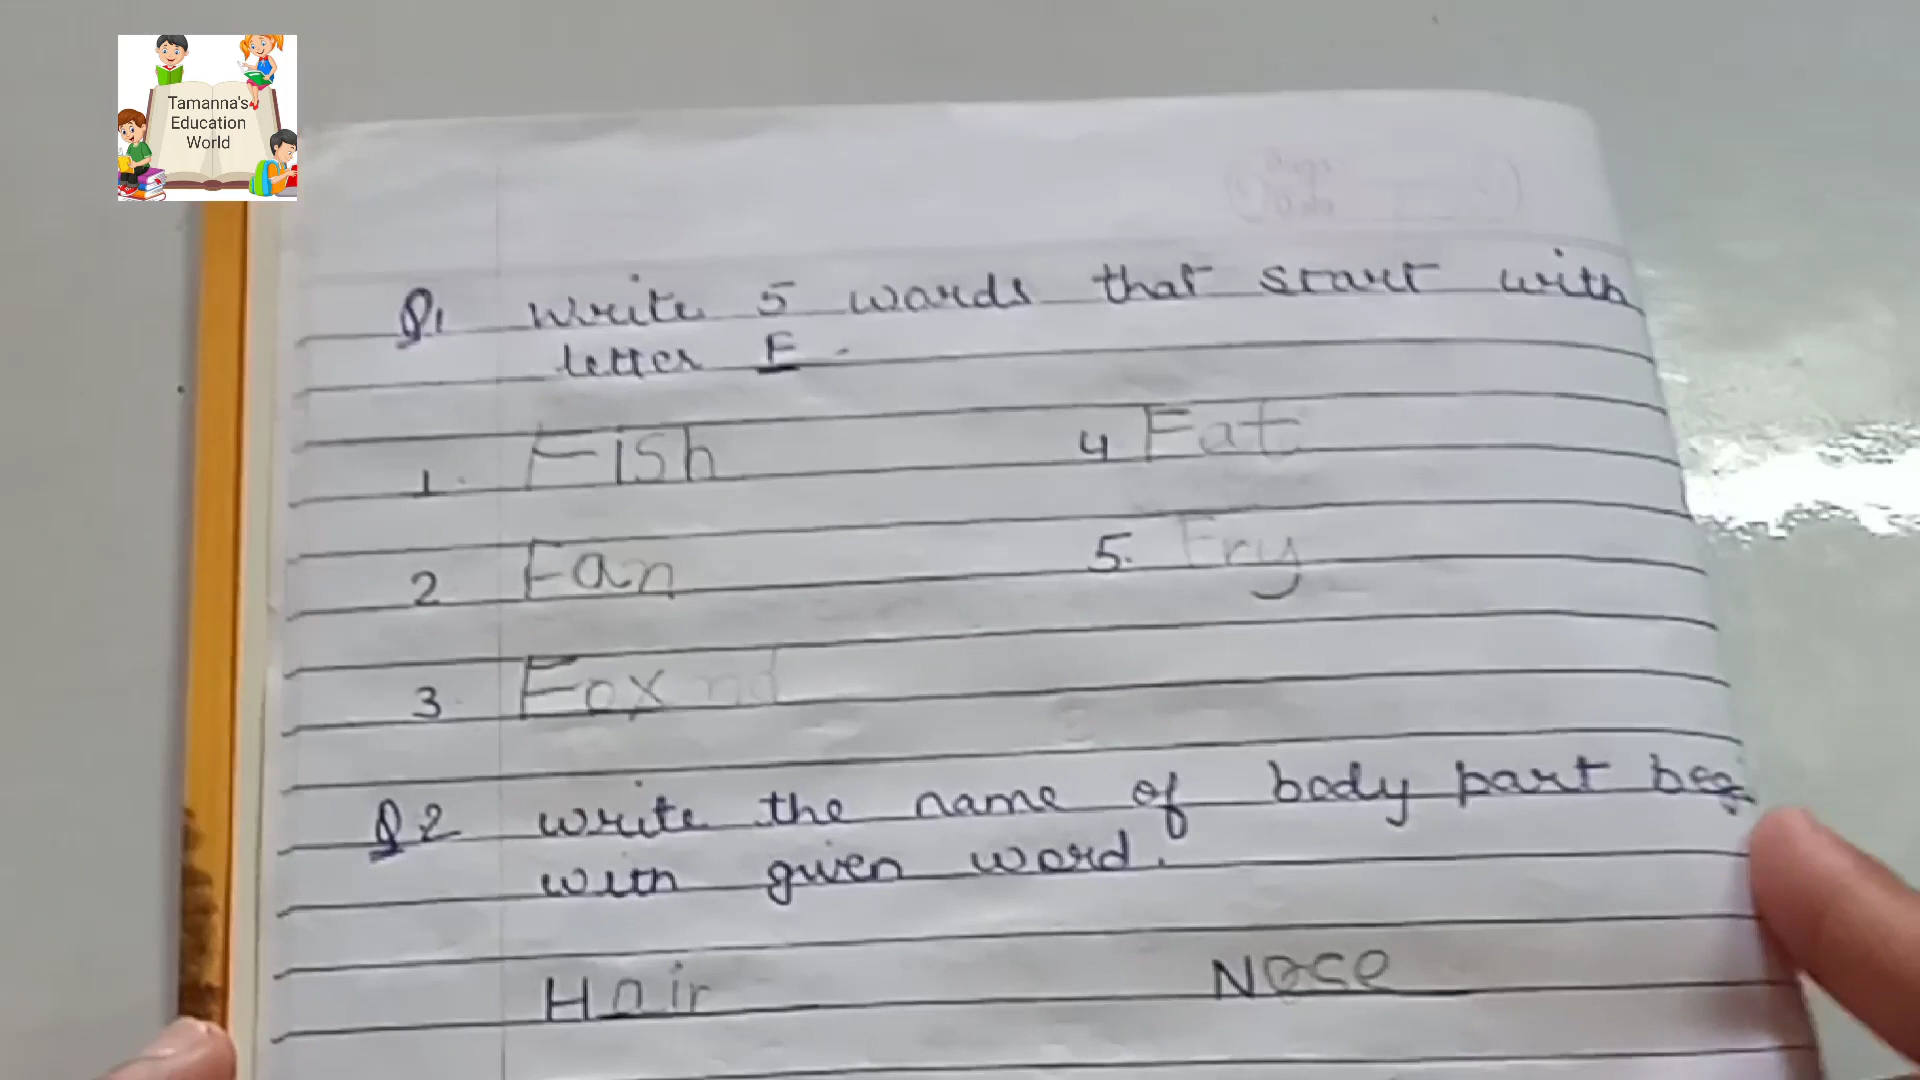 Tamanna's
Education
World
Q1 Write 5 words that start with
letter F.
1. Fish
4 Fat
2 Fan
5. Fry
3 Fox
Q2 write the name of body part
with given word.
Hair Nose